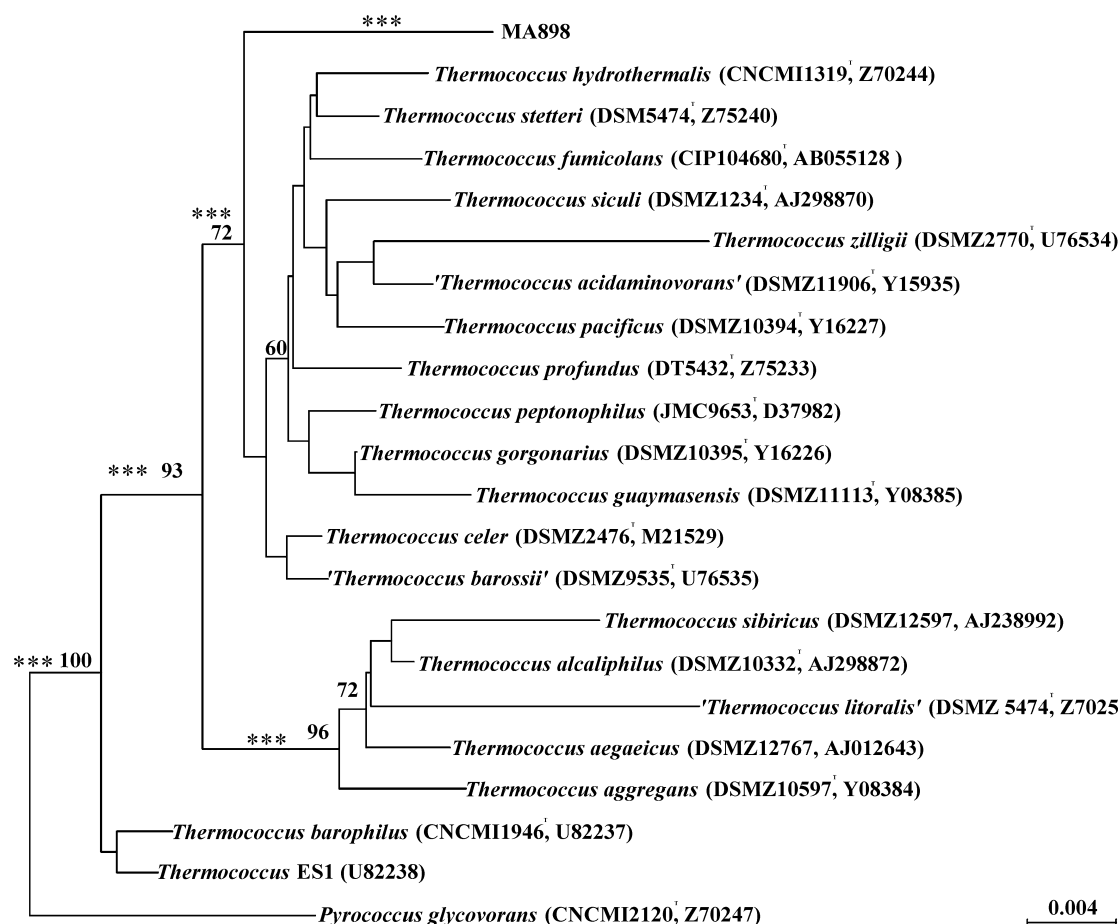 ***
MA898
Thermococcus hydrothermalis (CNCMI1319ᵀ, Z70244)
Thermococcus stetteri (DSM5474ᵀ, Z75240)
Thermococcus fumicolans (CIP104680ᵀ, AB055128 )
Thermococcus siculi (DSMZ1234ᵀ, AJ298870)
***
72
Thermococcus zilligii (DSMZ2770ᵀ, U76534)
'Thermococcus acidaminovorans' (DSMZ11906ᵀ, Y15935)
Thermococcus pacificus (DSMZ10394ᵀ, Y16227)
60
Thermococcus profundus (DT5432ᵀ, Z75233)
Thermococcus peptonophilus (JMC9653ᵀ, D37982)
Thermococcus gorgonarius (DSMZ10395ᵀ, Y16226)
*** 93
Thermococcus guaymasensis (DSMZ11113ᵀ, Y08385)
Thermococcus celer (DSMZ2476ᵀ, M21529)
'Thermococcus barossii' (DSMZ9535ᵀ, U76535)
Thermococcus sibiricus (DSMZ12597, AJ238992)
*** 100
Thermococcus alcaliphilus (DSMZ10332ᵀ, AJ298872)
72
'Thermococcus litoralis' (DSMZ 5474ᵀ, Z7025
*** 96
Thermococcus aegaeicus (DSMZ12767, AJ012643)
Thermococcus aggregans (DSMZ10597ᵀ, Y08384)
Thermococcus barophilus (CNCMI1946ᵀ, U82237)
Thermococcus ES1 (U82238)
Pyrococcus glycovorans (CNCMI2120ᵀ, Z70247)
0.004